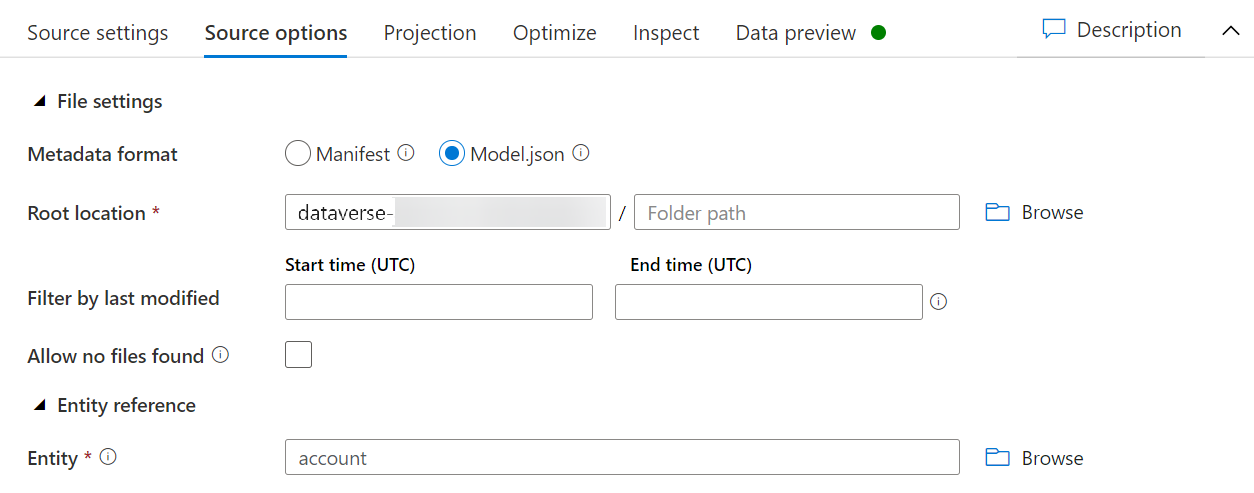 Source settings Source options Projection Optimize Inspect Data preview Description
File settings
Metadata format Manifest Model.json
Root location * dataverse- / Folder path Browse
Start time (UTC) End time (UTC)
Filter by last modified
Allow no files found
Entity reference
Entity * account Browse